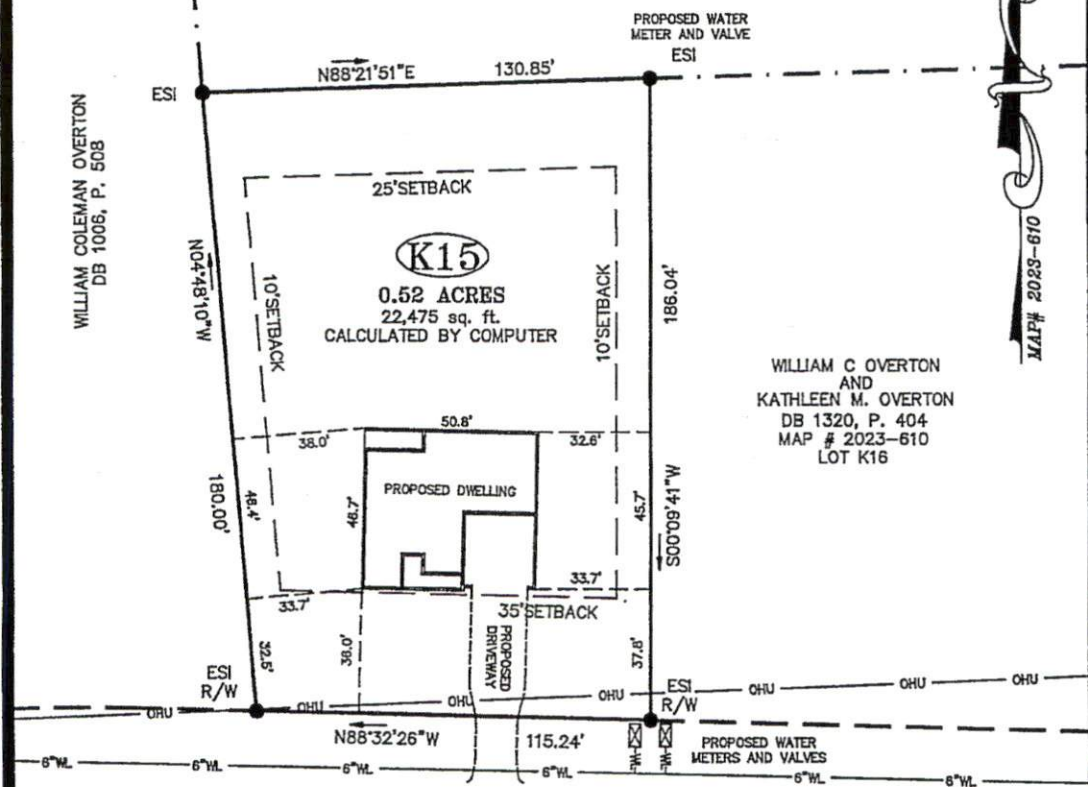 PROPOSED WATER
METER AND VALVE
ESI
N88°21'51"E
130.85'
ESI
WILLIAM COLEMAN OVERTON
DB 1006, P. 508
25'SETBACK
K15
0.52 ACRES
22,475 sq. ft.
CALCULATED BY COMPUTER
N04°48'10"W
10'SETBACK
10'SETBACK
186.04'
MAP# 2023-610
WILLIAM C OVERTON
AND
KATHLEEN M. OVERTON
DB 1320, P. 404
MAP # 2023-610
LOT K16
50.8'
38.0'
32.6'
PROPOSED DWELLING
180.00'
46.4'
46.7'
45.7'
S00°09'41"W
33.7'
33.7'
35'SETBACK
PROPOSED
DRIVEWAY
32.5'
36.0'
37.8'
ESI
R/W
ESI
R/W
OHU
OHU
OHU
OHU
OHU
OHU
OHU
N88°32'26"W
115.24'
W
W
PROPOSED WATER
METERS AND VALVES
6"WL
6"WL
6"WL
6"WL
6"WL
6"WL